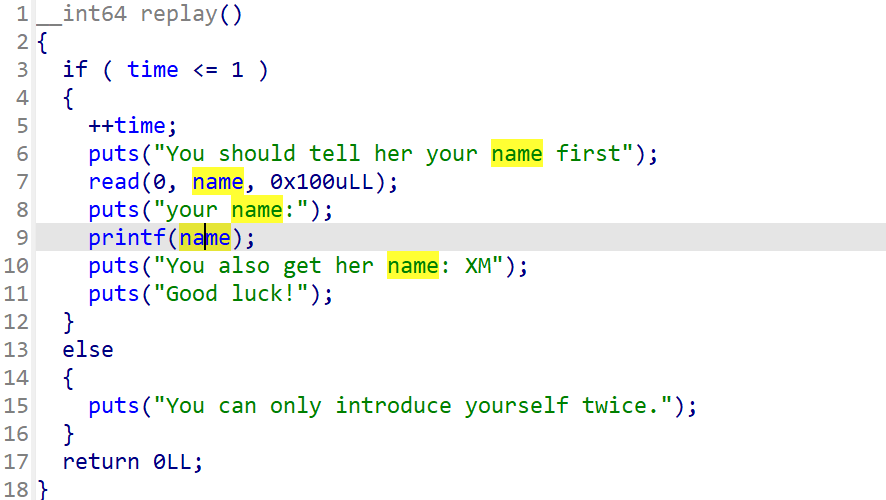 1 __int64 replay()
2 {
3 if ( time <= 1 )
4 {
5 ++time;
6 puts("You should tell her your name first");
7 read(0, name, 0x100uLL);
8 puts("your name:");
9 printf(name);
10 puts("You also get her name: XM");
11 puts("Good luck!");
12 }
13 else
14 {
15 puts("You can only introduce yourself twice.");
16 }
17 return 0LL;
18 }